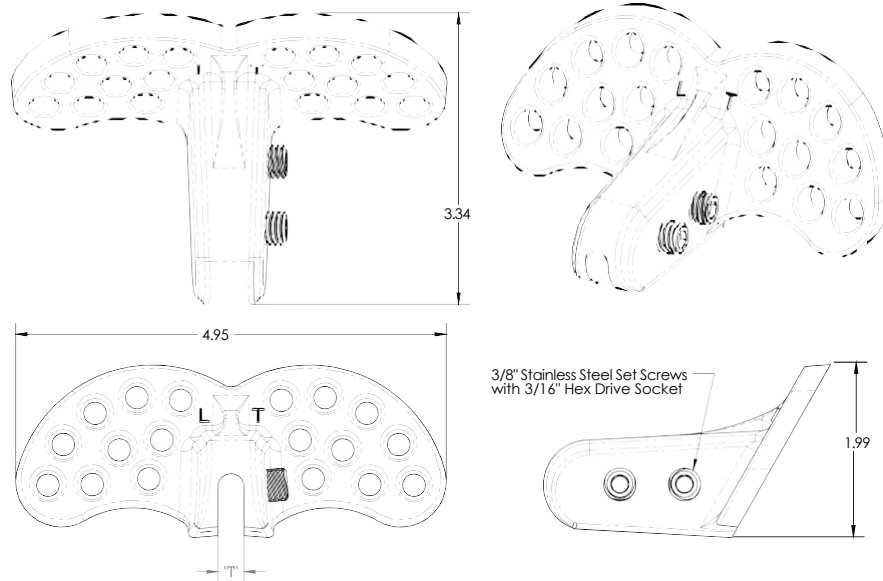 L T
3.34
4.95
L T
"T"
3/8" Stainless Steel Set Screws
with 3/16" Hex Drive Socket
1.99